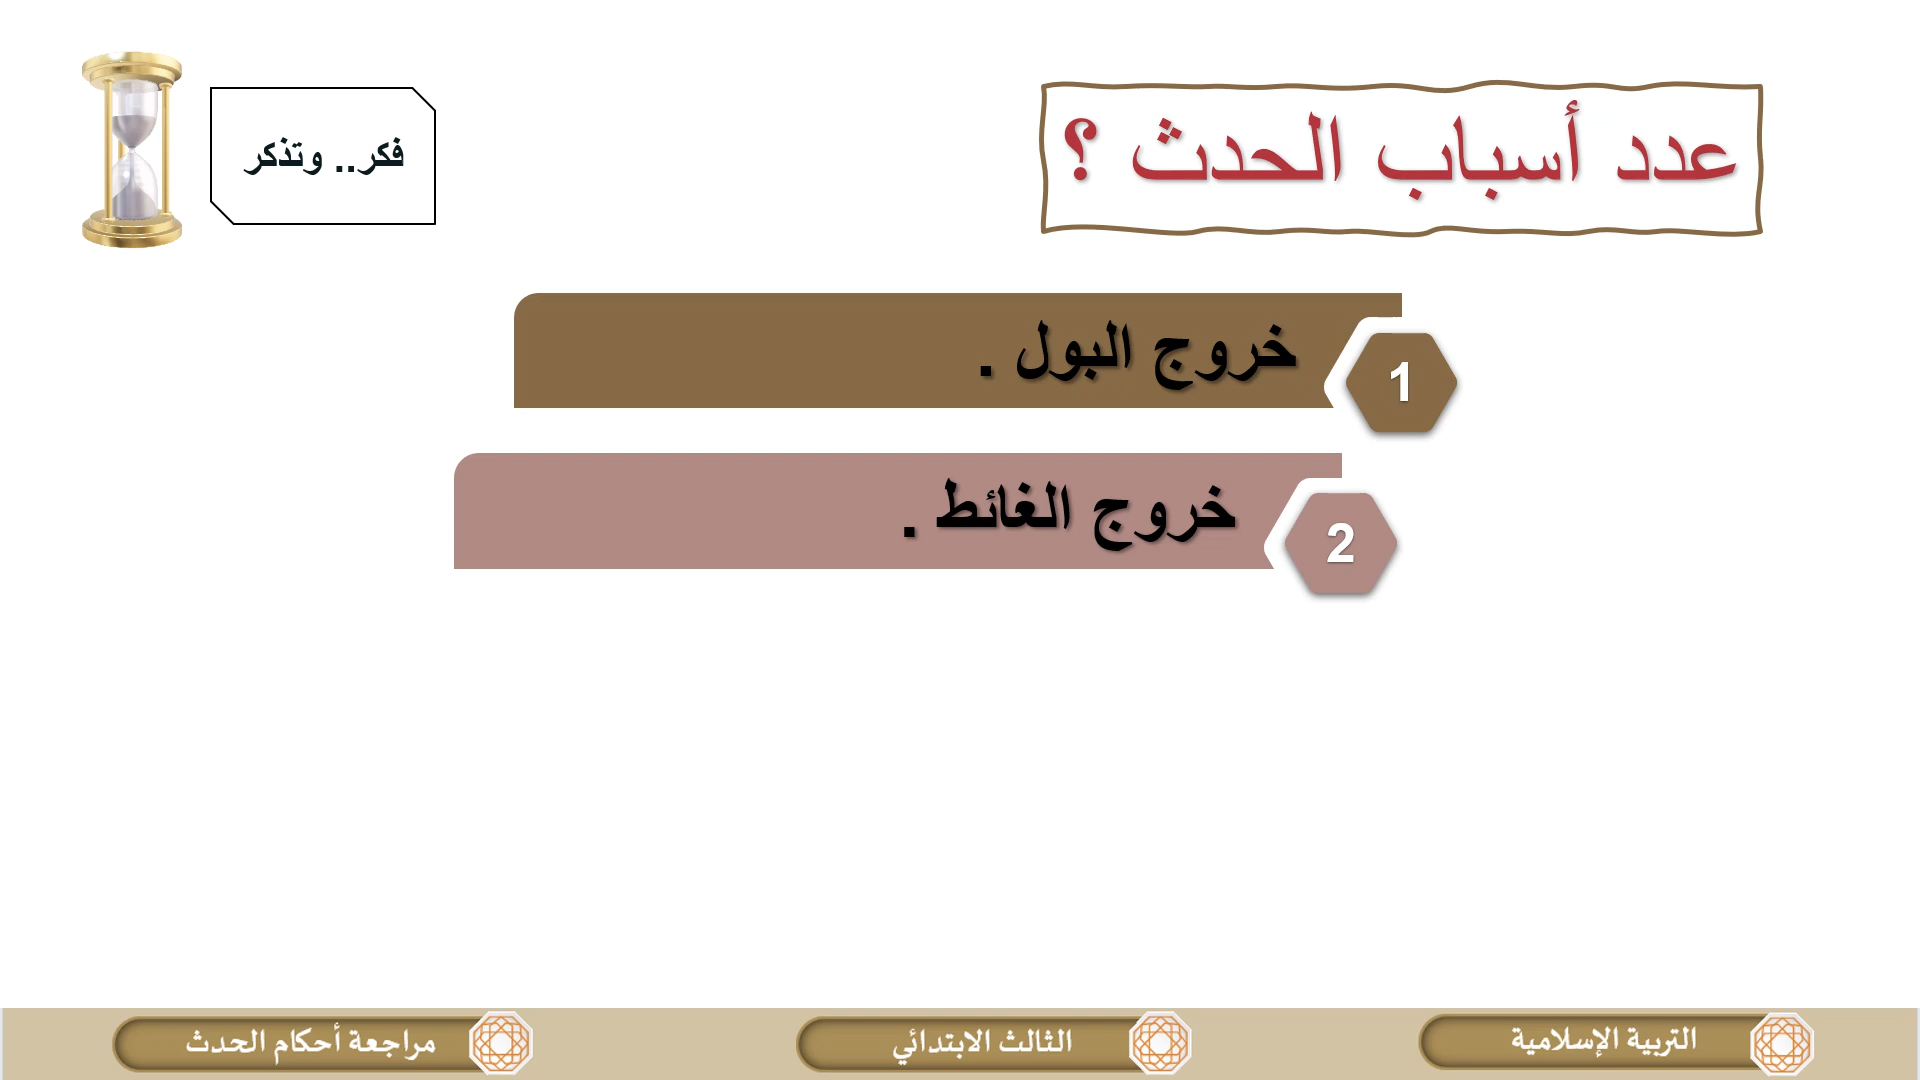 عدد أسباب الحدث ؟
فكر.. وتذكر
1
خروج البول .
2
خروج الغائط .
التربية الإسلامية
الثالث الابتدائي
مراجعة أحكام الحدث